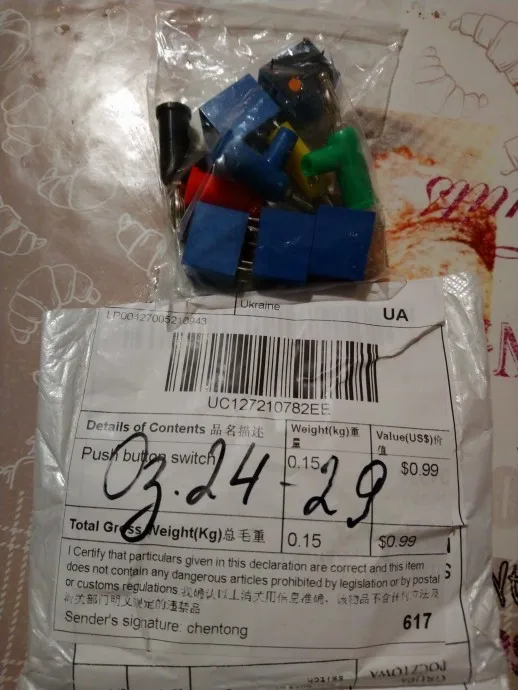 Ukraine
UA
LP00127005210943
UC127210782EE
Details of Contents 品名描述 Weight(kg)重量 Value(US$)价值
Push button switch 0.15 $0.99
Oz.24-29
Total Gross Weight(Kg)总毛重 0.15 $0.99
I Certify that particulars given in this declaration are correct and this item
does not contain any dangerous articles prohibited by legislation or by postal
or customs regulations
Sender's signature: chentong 617
POCZTOWA